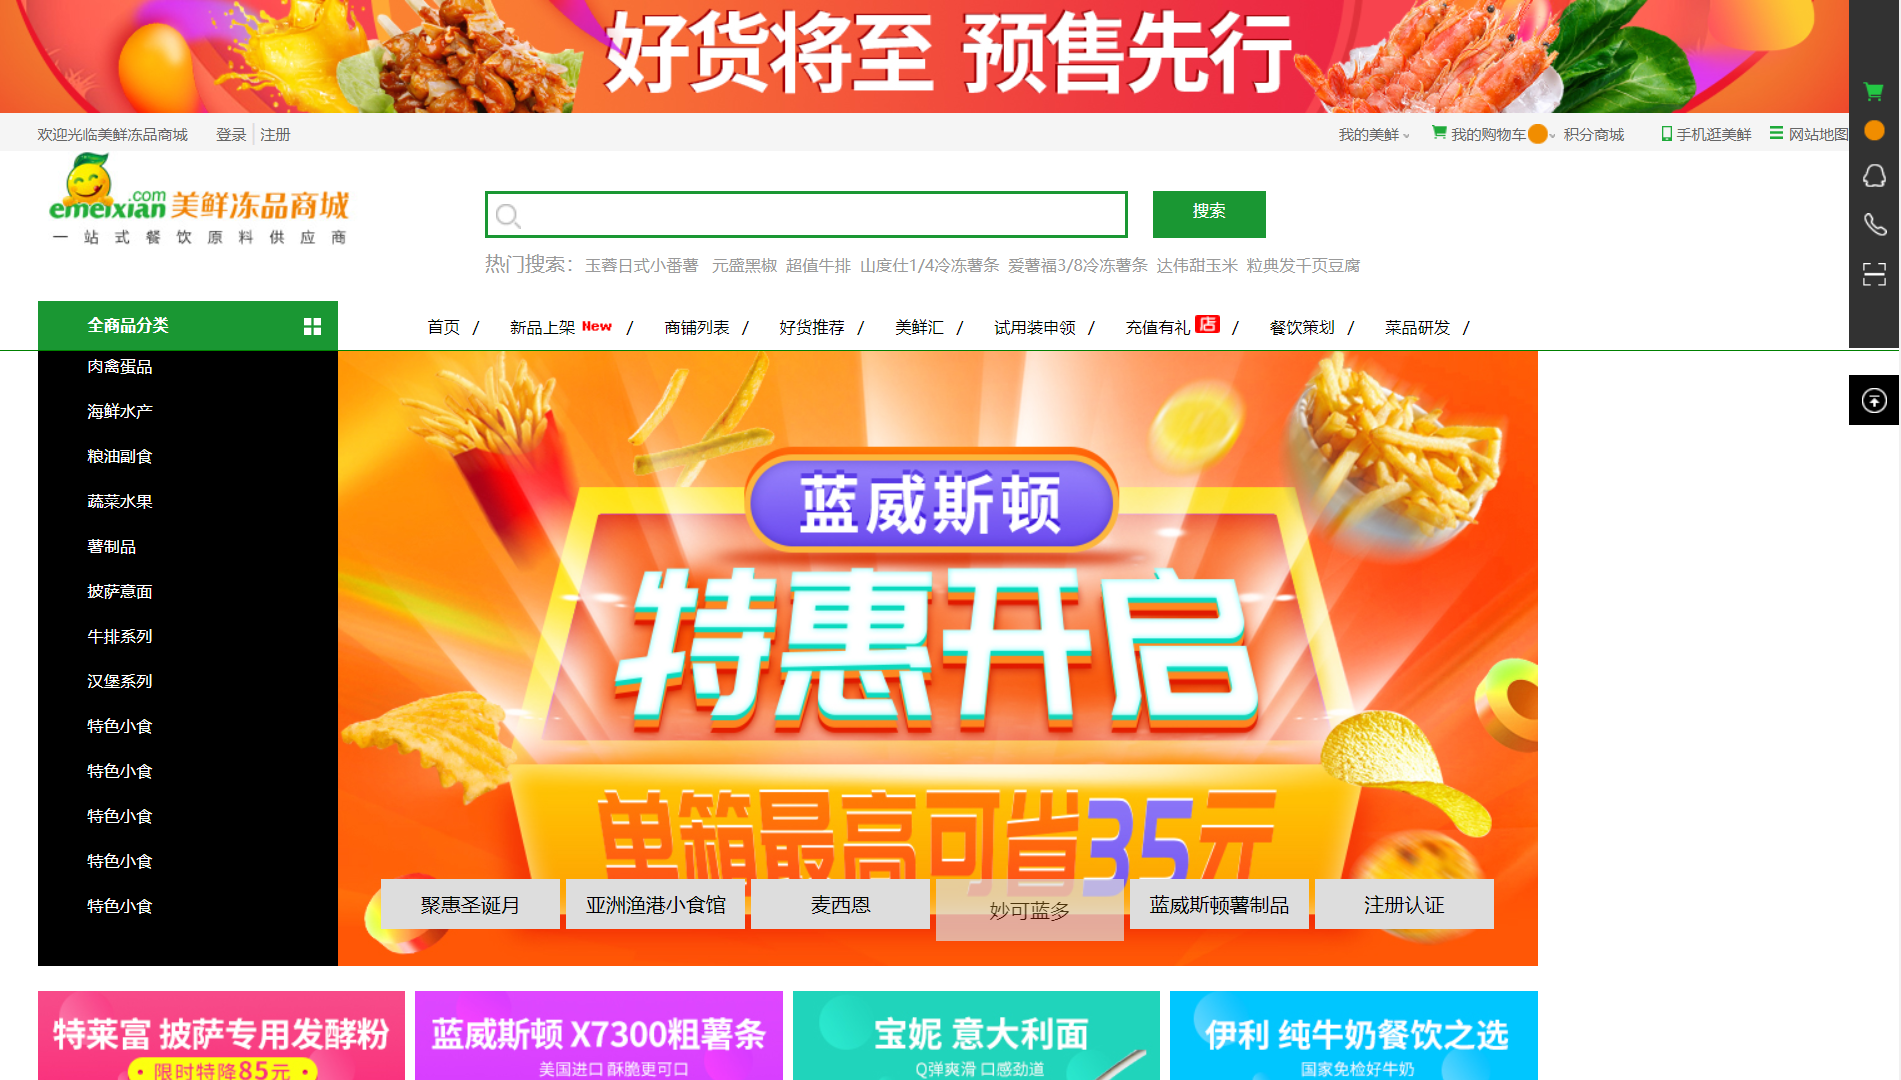 好货将至 预售先行
欢迎光临美鲜冻品商城 登录 注册
我的美鲜 我的购物车 积分商城 手机逛美鲜 网站地图
emeixian.com 美鲜冻品商城
一站式餐饮原料供应商
搜索
热门搜索： 玉蓉日式小番薯 元盛黑椒 超值牛排 山度仕1/4冷冻薯条 爱薯福3/8冷冻薯条 达伟甜玉米 粒典发千页豆腐
全商品分类
首页 / 新品上架 New / 商铺列表 / 好货推荐 / 美鲜汇 / 试用装申领 / 充值有礼 店 / 餐饮策划 / 菜品研发 /
肉禽蛋品
海鲜水产
粮油副食
蔬菜水果
薯制品
披萨意面
牛排系列
汉堡系列
特色小食
特色小食
特色小食
特色小食
特色小食
蓝威斯顿
特惠开启
单箱最高可省35元
聚惠圣诞月 亚洲渔港小食馆 麦西恩 妙可蓝多 蓝威斯顿薯制品 注册认证
特莱富 披萨专用发酵粉
· 限时特降85元 ·
蓝威斯顿 X7300粗薯条
美国进口 酥脆更可口
宝妮 意大利面
Q弹爽滑 口感劲道
伊利 纯牛奶餐饮之选
国家免检好牛奶